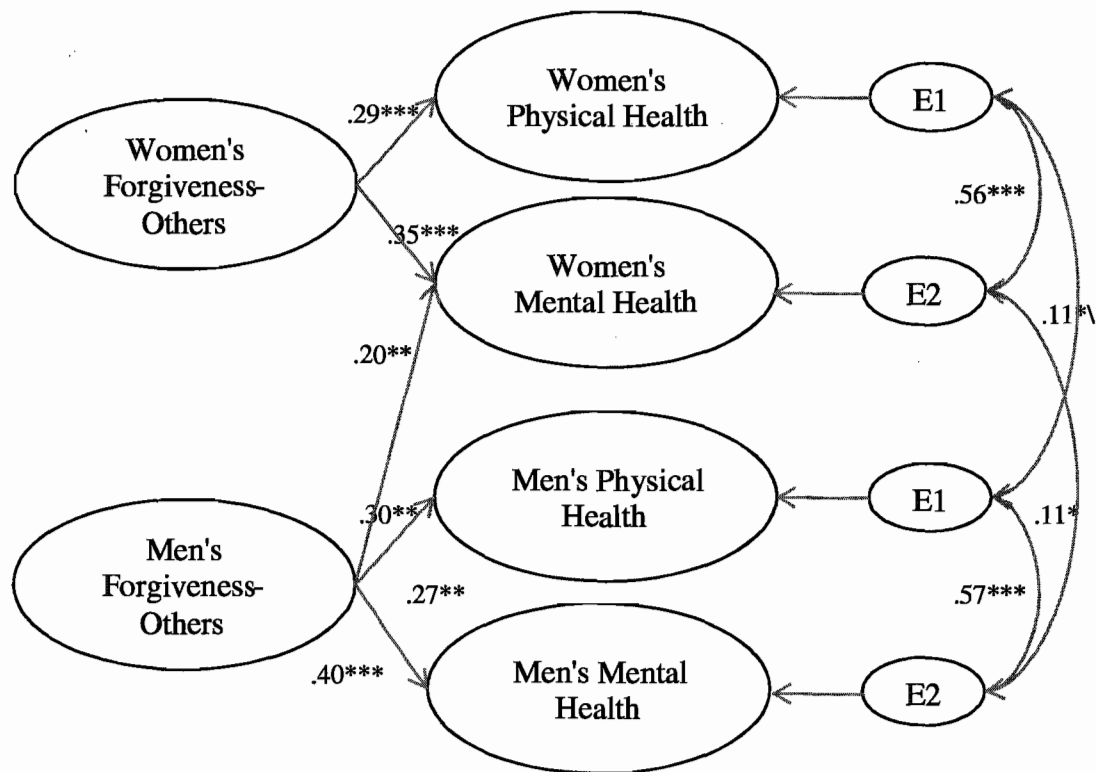 Women's
Physical Health
E1
.29***
Women's
Forgiveness-
Others
.56***
.35***
Women's
Mental Health
E2
.11*\
.20**
Men's Physical
Health
E1
.30**
.11*
Men's
Forgiveness-
Others
.27**
.57***
.40***
Men's Mental
Health
E2